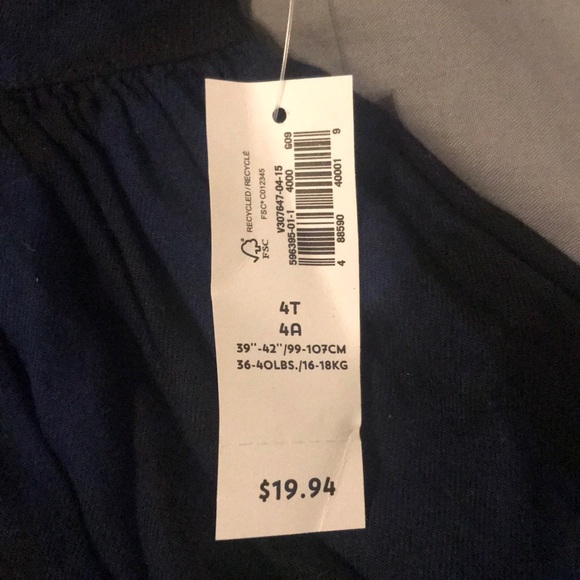 RECYCLED/RECYCLÉ
FSC® C012345
FSC
V307647-04-15
596395-01-1 4000
G09
4 88590 40001 9
4T
4A
39"-42"/99-107CM
36-40LBS./16-18KG
$19.94